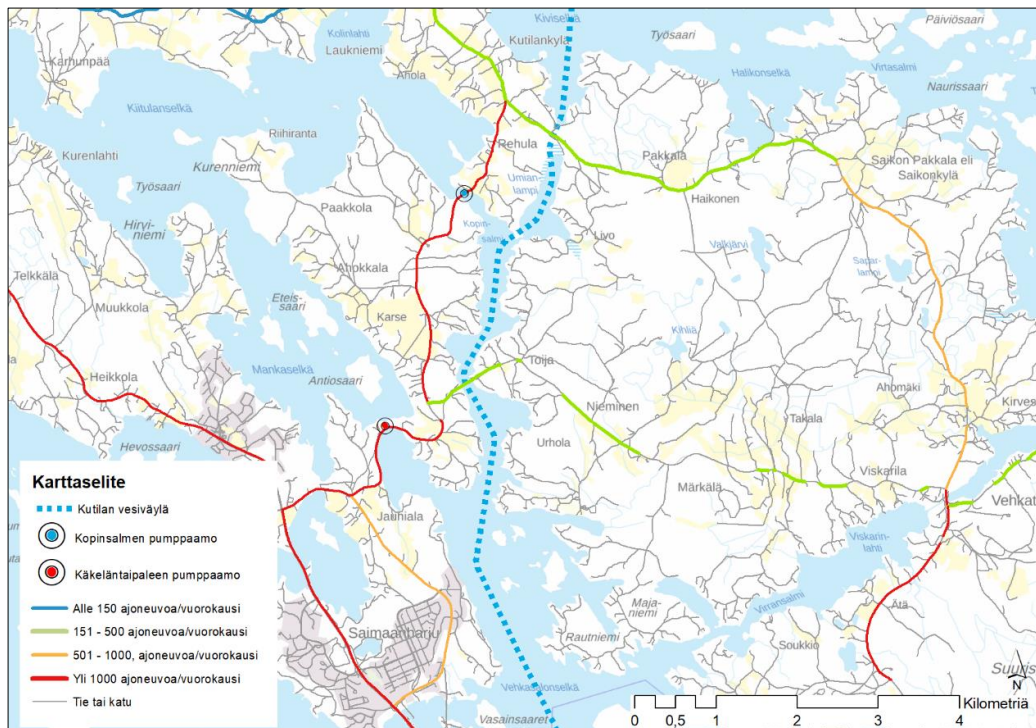 Kolinlahti
Laukniemi
Karhunpää
Kiviselkä
Kutilankylä
Työsaari
Päiviösaari
Ahola
Halikonselkä
Virtasalmi
Naurissaari
Kiitulanselkä
Riihiranta
Rehula
Kurenlahti
Kurenniemi
Pakkala
Saikon Pakkala eli
Saikonkylä
Työsaari
Umian-
lampi
Haikonen
Paakkola
Hirvi-
niemi
Kopin-
salmi
Livo
Valkjärvi
Sapar-
lampi
Telkkälä
Ahokkala
Muukkola
Eteis-
saari
Karse
Kihliä
Toija
Mankaselkä
Antiosaari
Heikkola
Nieminen
Ahomäki
Kirves
Takala
Hevossaari
Urhola
Märkälä
Viskarila
Vehkat
Jauhiala
Viskarin-
lahti
Maja-
niemi
Virransalmi
Ätä
Saimaanharju
Rautniemi
Soukkio
Suuris
Vehkasalonselkä
Vasainsaaret
Karttaselite
Kutilan vesiväylä
Kopinsalmen pumppaamo
Käkeläntaipaleen pumppaamo
Alle 150 ajoneuvoa/vuorokausi
151 - 500 ajoneuvoa/vuorokausi
501 - 1000, ajoneuvoa/vuorokausi
Yli 1000 ajoneuvoa/vuorokausi
Tie tai katu
N
Kilometriä
0 0,5 1 2 3 4